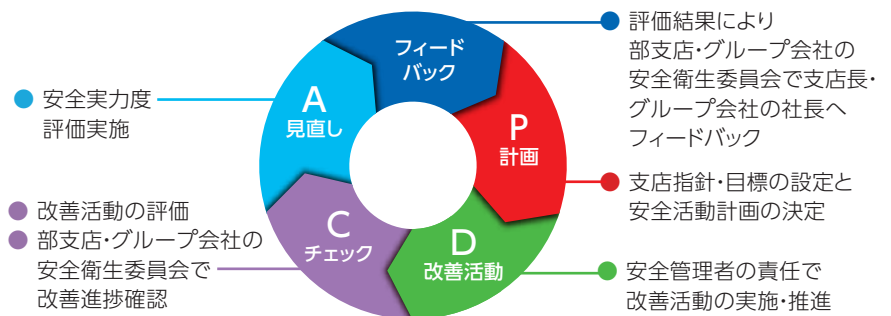 フィード
バック
P
計画
D
改善活動
C
チェック
A
見直し
● 評価結果により
部支店・グループ会社の
安全衛生委員会で支店長・
グループ会社の社長へ
フィードバック
● 支店指針・目標の設定と
安全活動計画の決定
● 安全管理者の責任で
改善活動の実施・推進
● 改善活動の評価
● 部支店・グループ会社の
安全衛生委員会で
改善進捗確認
● 安全実力度
評価実施